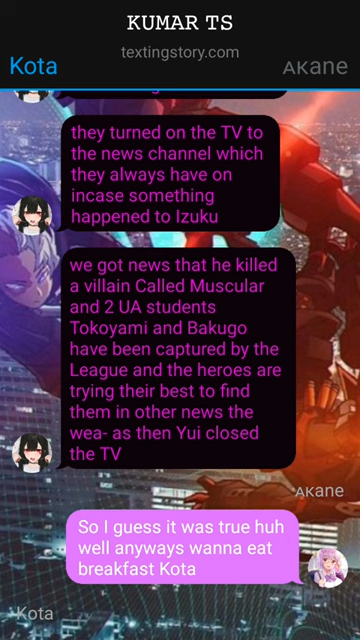 KUMAR TS
textingstory.com
Kota
AKane
they turned on the TV to
the news channel which
they always have on
incase something
happened to Izuku
we got news that he killed
a villain Called Muscular
and 2 UA students
Tokoyami and Bakugo
have been captured by the
League and the heroes are
trying their best to find
them in other news the
wea- as then Yui closed
the TV
AKane
So I guess it was true huh
well anyways wanna eat
breakfast Kota
Kota